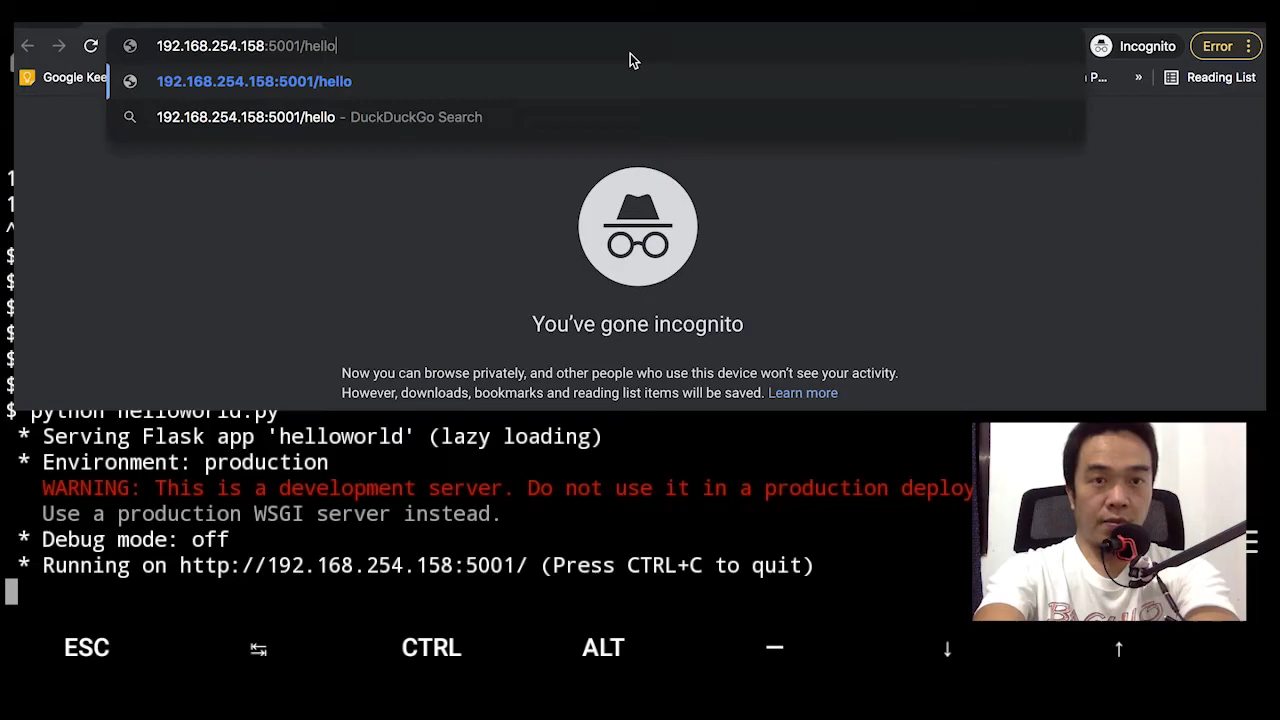 192.168.254.158:5001/hello
Incognito
Error
Google Kee
P...
»
Reading List
192.168.254.158:5001/hello
192.168.254.158:5001/hello - DuckDuckGo Search
You've gone incognito
Now you can browse privately, and other people who use this device won't see your activity.
However, downloads, bookmarks and reading list items will be saved. Learn more
1
1
^
$
$
$
$
$
$
$ python helloworld.py
* Serving Flask app 'helloworld' (lazy loading)
* Environment: production
WARNING: This is a development server. Do not use it in a production deploy
Use a production WSGI server instead.
* Debug mode: off
* Running on http://192.168.254.158:5001/ (Press CTRL+C to quit)
ESC
CTRL
ALT
—
↓
↑